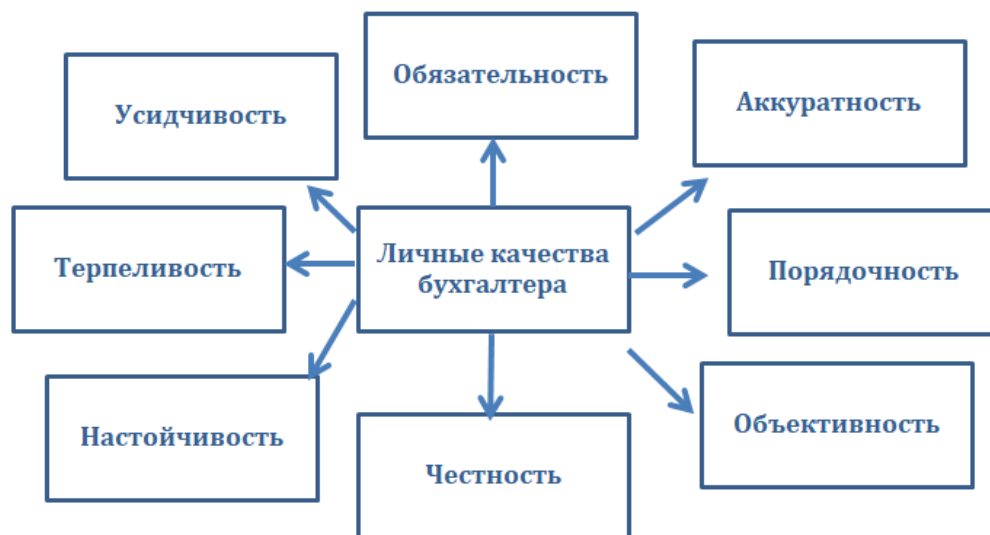 Обязательность
Усидчивость
Аккуратность
Терпеливость
Личные качества
бухгалтера
Порядочность
Настойчивость
Объективность
Честность